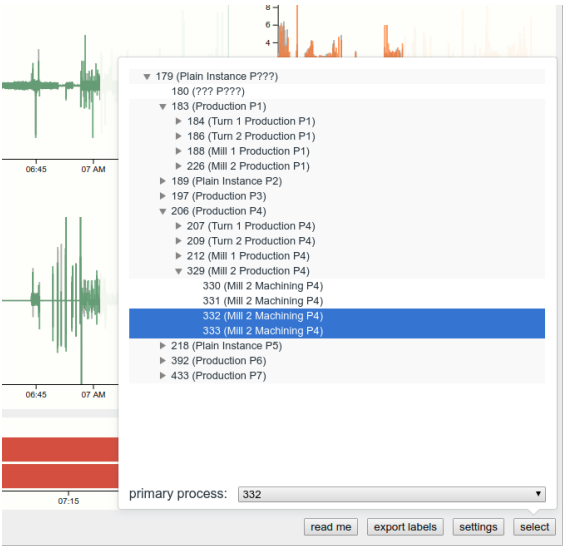 8
6
4
179 (Plain Instance P???)
180 (??? P???)
183 (Production P1)
184 (Turn 1 Production P1)
186 (Turn 2 Production P1)
188 (Mill 1 Production P1)
226 (Mill 2 Production P1)
189 (Plain Instance P2)
197 (Production P3)
206 (Production P4)
207 (Turn 1 Production P4)
209 (Turn 2 Production P4)
212 (Mill 1 Production P4)
329 (Mill 2 Production P4)
330 (Mill 2 Machining P4)
331 (Mill 2 Machining P4)
332 (Mill 2 Machining P4)
333 (Mill 2 Machining P4)
218 (Plain Instance P5)
392 (Production P6)
433 (Production P7)
06:45 07 AM
06:45 07 AM
07:15
primary process: 332
read me export labels settings select